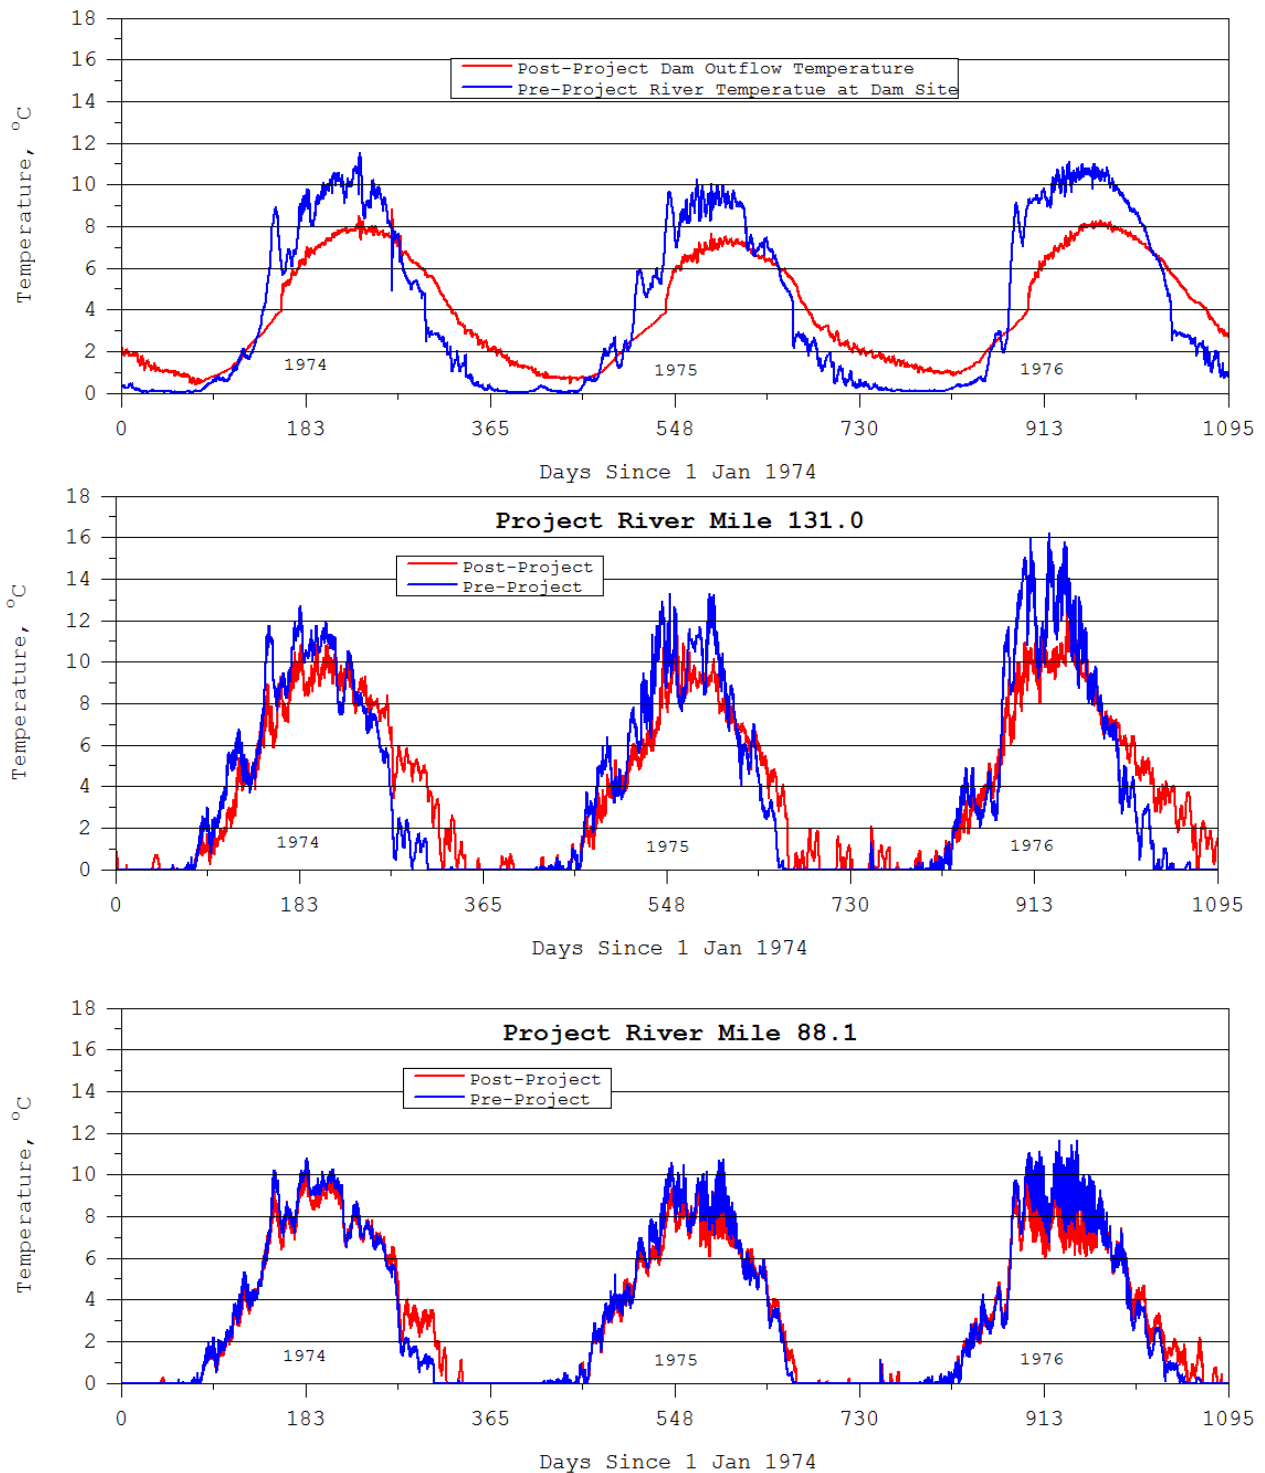 18
16
14
12
10
8
6
4
2
0
Temperature, °C
Post-Project Dam Outflow Temperature
Pre-Project River Temperatue at Dam Site
1974
1975
1976
0 183 365 548 730 913 1095
Days Since 1 Jan 1974
18
16
14
12
10
8
6
4
2
0
Temperature, °C
Project River Mile 131.0
Post-Project
Pre-Project
1974
1975
1976
0 183 365 548 730 913 1095
Days Since 1 Jan 1974
18
16
14
12
10
8
6
4
2
0
Temperature, °C
Project River Mile 88.1
Post-Project
Pre-Project
1974
1975
1976
0 183 365 548 730 913 1095
Days Since 1 Jan 1974